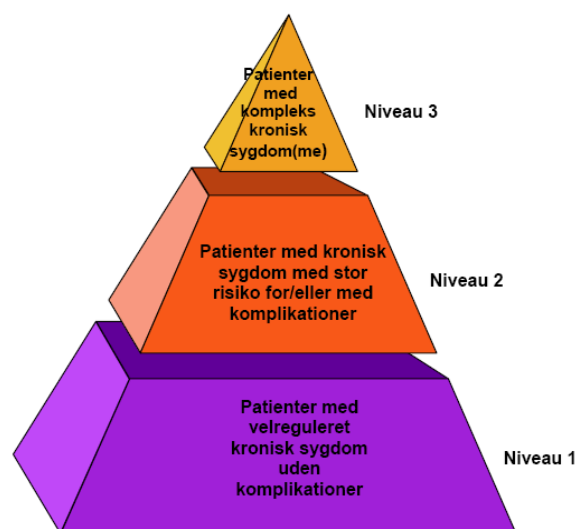 Patienter
med
kompleks
kronisk
sygdom(me)
Niveau 3
Patienter med kronisk
sygdom med stor
risiko for/eller med
komplikationer
Niveau 2
Patienter med
velreguleret
kronisk sygdom
uden
komplikationer
Niveau 1